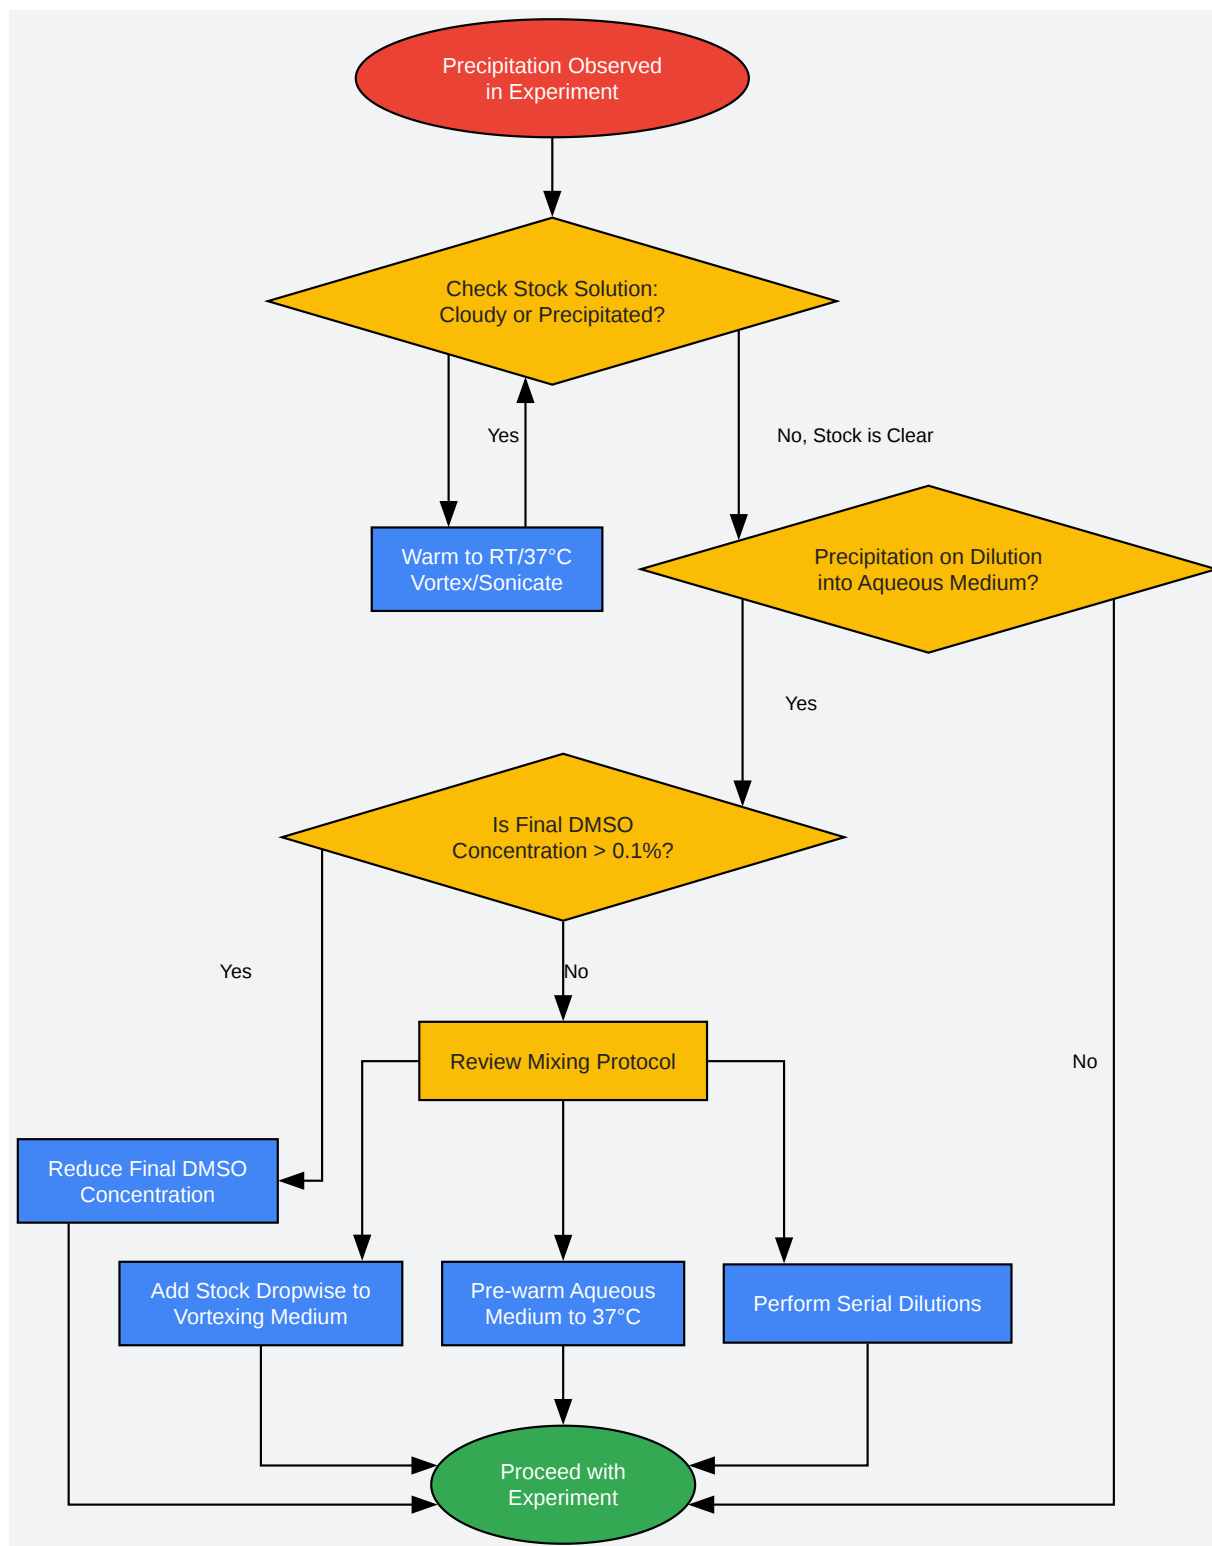 Precipitation Observed
in Experiment
Check Stock Solution:
Cloudy or Precipitated?
Yes
No, Stock is Clear
Warm to RT/37°C
Vortex/Sonicate
Precipitation on Dilution
into Aqueous Medium?
Yes
Is Final DMSO
Concentration > 0.1%?
Yes
No
Review Mixing Protocol
No
Reduce Final DMSO
Concentration
Add Stock Dropwise to
Vortexing Medium
Pre-warm Aqueous
Medium to 37°C
Perform Serial Dilutions
Proceed with
Experiment